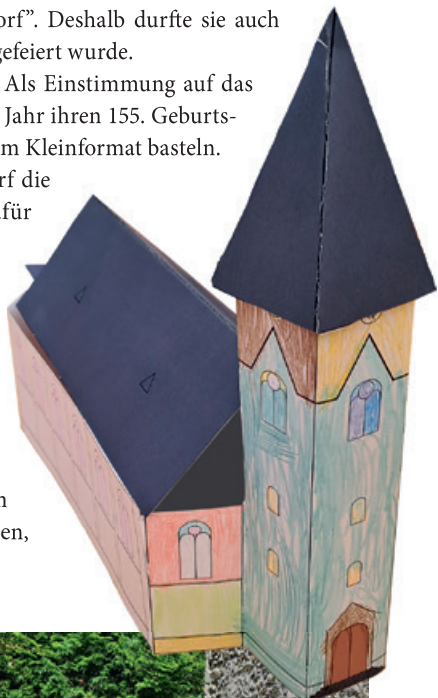 orf”. Deshalb durfte sie auch
gefeiert wurde.
Als Einstimmung auf das
Jahr ihren 155. Geburts-
m Kleinformat basteln.
rf die
afür
n
en,